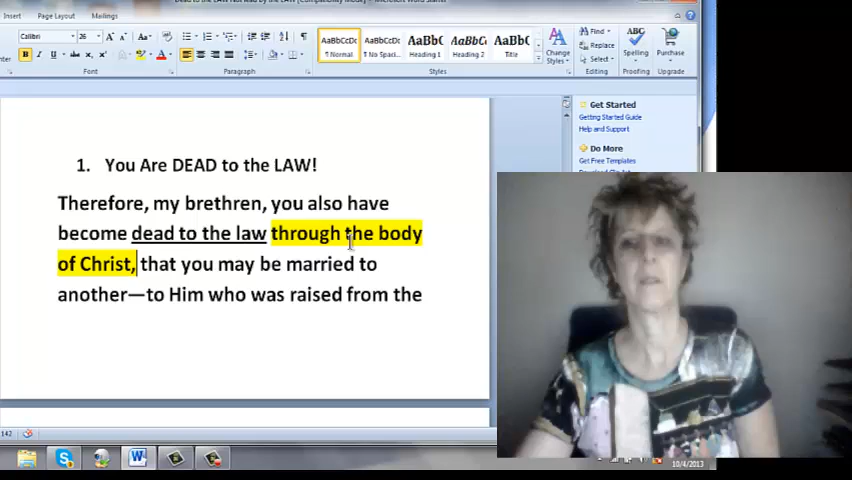 Insert Page Layout Mailings
Calibri 26 Aa
B I U abc
Font
Paragraph
AaBbCcDc AaBbCcDc AaBbC AaBbCc AaBbC
¶ Normal ¶ No Spaci... Heading 1 Heading 2 Title
Styles
Change
Styles
Find
Replace
Select
Editing
Spelling
Proofing
Purchase
Upgrade
Get Started
Getting Started Guide
Help and Support
Do More
Get Free Templates
1. You Are DEAD to the LAW!
Therefore, my brethren, you also have
become dead to the law through the body
of Christ, that you may be married to
another—to Him who was raised from the
142
10/4/2013